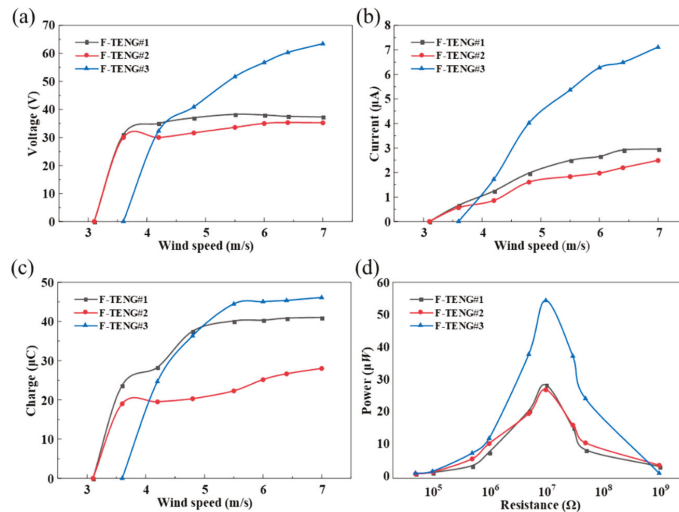 (a)
70
60
50
40
30
20
10
0
Voltage (V)
F-TENG#1
F-TENG#2
F-TENG#3
3 4 5 6 7
Wind speed (m/s)
(b)
8
7
6
5
4
3
2
1
0
Current (μA)
F-TENG#1
F-TENG#2
F-TENG#3
3 4 5 6 7
Wind speed (m/s)
(c)
50
40
30
20
10
0
Charge (μC)
F-TENG#1
F-TENG#2
F-TENG#3
3 4 5 6 7
Wind speed (m/s)
(d)
60
50
40
30
20
10
0
Power (μW)
F-TENG#1
F-TENG#2
F-TENG#3
10⁵ 10⁶ 10⁷ 10⁸ 10⁹
Resistance (Ω)